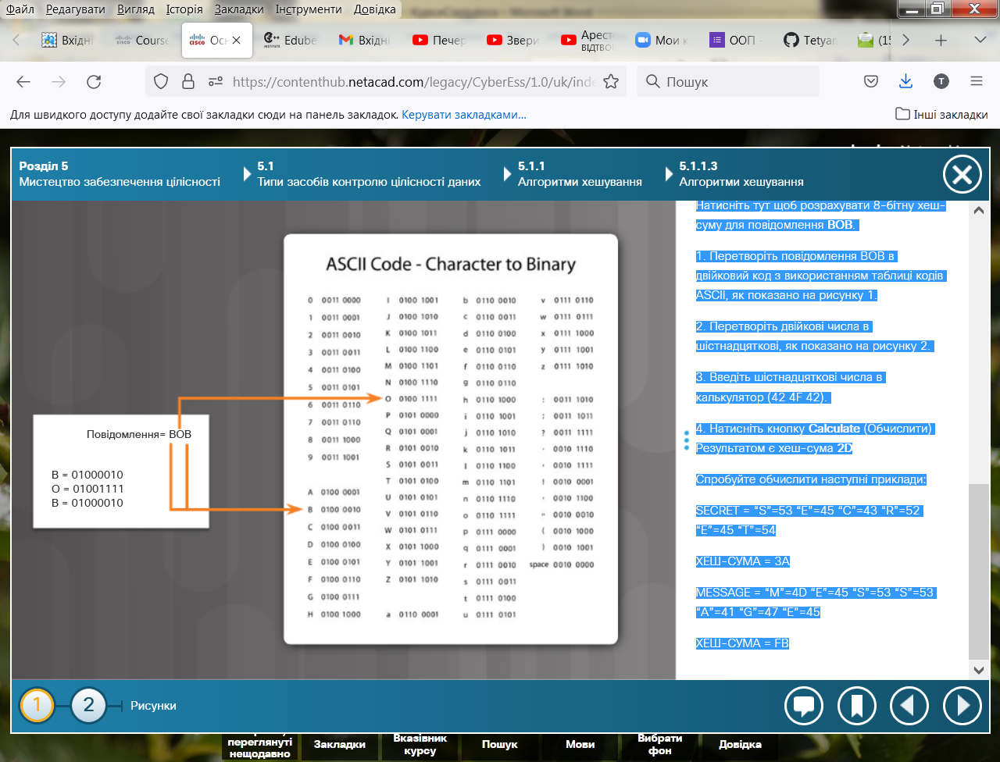 Файл Редагувати Вигляд Історія Закладки Інструменти Довідка
Вхідні Course Осн Edube Вхідні Печер Звери Арест Мои к ООП - Tetyan (15
ВІДТВО
https://contenthub.netacad.com/legacy/CyberEss/1.0/uk/inde Пошук T
Для швидкого доступу додайте свої закладки сюди на панель закладок. Керувати закладками... Інші закладки
Розділ 5
Мистецтво забезпечення цілісності
5.1
Типи засобів контролю цілісності даних
5.1.1
Алгоритми хешування
5.1.1.3
Алгоритми хешування
ASCII Code - Character to Binary
0 0011 0000 I 0100 1001 b 0110 0010 v 0111 0110
1 0011 0001 J 0100 1010 c 0110 0011 w 0111 0111
2 0011 0010 K 0100 1011 d 0110 0100 x 0111 1000
3 0011 0011 L 0100 1100 e 0110 0101 y 0111 1001
4 0011 0100 M 0100 1101 f 0110 0110 z 0111 1010
5 0011 0101 N 0100 1110 g 0110 0110
6 0011 0110 O 0100 1111 h 0110 1000 : 0011 1010
7 0011 0110 P 0101 0000 i 0110 1001 ; 0011 1011
8 0011 1000 Q 0101 0001 j 0110 1010 ? 0011 1111
9 0011 1001 R 0101 0010 k 0110 1011 . 0010 1110
S 0101 0011 l 0110 1100 0010 1111
A 0100 0001 T 0101 0100 m 0110 1101 ! 0010 0001
B 0100 0010 U 0101 0101 n 0110 1110 0010 1100
C 0100 0011 V 0101 0110 o 0110 1111 " 0010 0010
D 0100 0100 W 0101 0111 p 0111 0000 ( 0010 1000
E 0100 0101 X 0101 1000 q 0111 0001 ) 0010 1001
F 0100 0110 Y 0101 1001 r 0111 0010 space 0010 0000
G 0100 0111 Z 0101 1010 s 0111 0011
H 0100 1000 t 0111 0100
a 0110 0001 u 0111 0101
Повідомлення= BOB
B = 01000010
O = 01001111
B = 01000010
Натисніть тут щоб розрахувати 8-бітну хеш-
суму для повідомлення BOB.
1. Перетворіть повідомлення BOB в
двійковий код з використанням таблиці кодів
ASCII, як показано на рисунку 1.
2. Перетворіть двійкові числа в
шістнадцяткові, як показано на рисунку 2.
3. Введіть шістнадцяткові числа в
калькулятор (42 4F 42).
4. Натисніть кнопку Calculate (Обчислити)
Результатом є хеш-сума 2D
Спробуйте обчислити наступні приклади:
SECRET = “S”=53 “E”=45 “C”=43 “R”=52
“E”=45 “T”=54
ХЕШ-СУМА = 3A
MESSAGE = “M”=4D “E”=45 “S”=53 “S”=53
“A”=41 “G”=47 “E”=45
ХЕШ-СУМА = FB
1 2 Рисунки
переглянуті
нещодавно
Закладки
Вказівник
курсу
Пошук
Мови
Вибрати
фон
Довідка